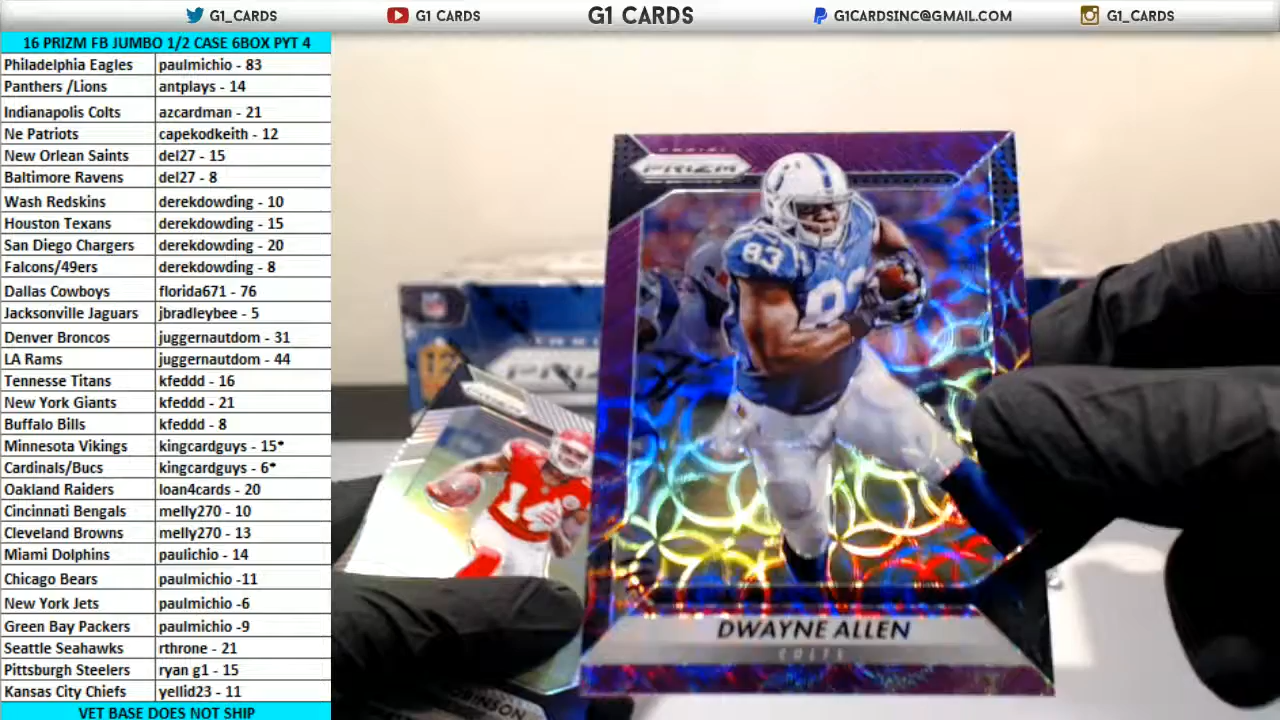 G1_CARDS
G1 CARDS
G1 CARDS
G1CARDSINC@GMAIL.COM
G1_CARDS
16 PRIZM FB JUMBO 1/2 CASE 6BOX PYT 4
Philadelphia Eagles paulmichio - 83
Panthers /Lions antplays - 14
Indianapolis Colts azcardman - 21
Ne Patriots capekodkeith - 12
New Orlean Saints del27 - 15
Baltimore Ravens del27 - 8
Wash Redskins derekdowding - 10
Houston Texans derekdowding - 15
San Diego Chargers derekdowding - 20
Falcons/49ers derekdowding - 8
Dallas Cowboys florida671 - 76
Jacksonville Jaguars jbradleybee - 5
Denver Broncos juggernautdom - 31
LA Rams juggernautdom - 44
Tennesse Titans kfeddd - 16
New York Giants kfeddd - 21
Buffalo Bills kfeddd - 8
Minnesota Vikings kingcardguys - 15*
Cardinals/Bucs kingcardguys - 6*
Oakland Raiders loan4cards - 20
Cincinnati Bengals melly270 - 10
Cleveland Browns melly270 - 13
Miami Dolphins paulichio - 14
Chicago Bears paulmichio -11
New York Jets paulmichio -6
Green Bay Packers paulmichio -9
Seattle Seahawks rthrone - 21
Pittsburgh Steelers ryan g1 - 15
Kansas City Chiefs yellid23 - 11
VET BASE DOES NOT SHIP
PANINI
PRIZM
83
DWAYNE ALLEN
COLTS
14
NFL